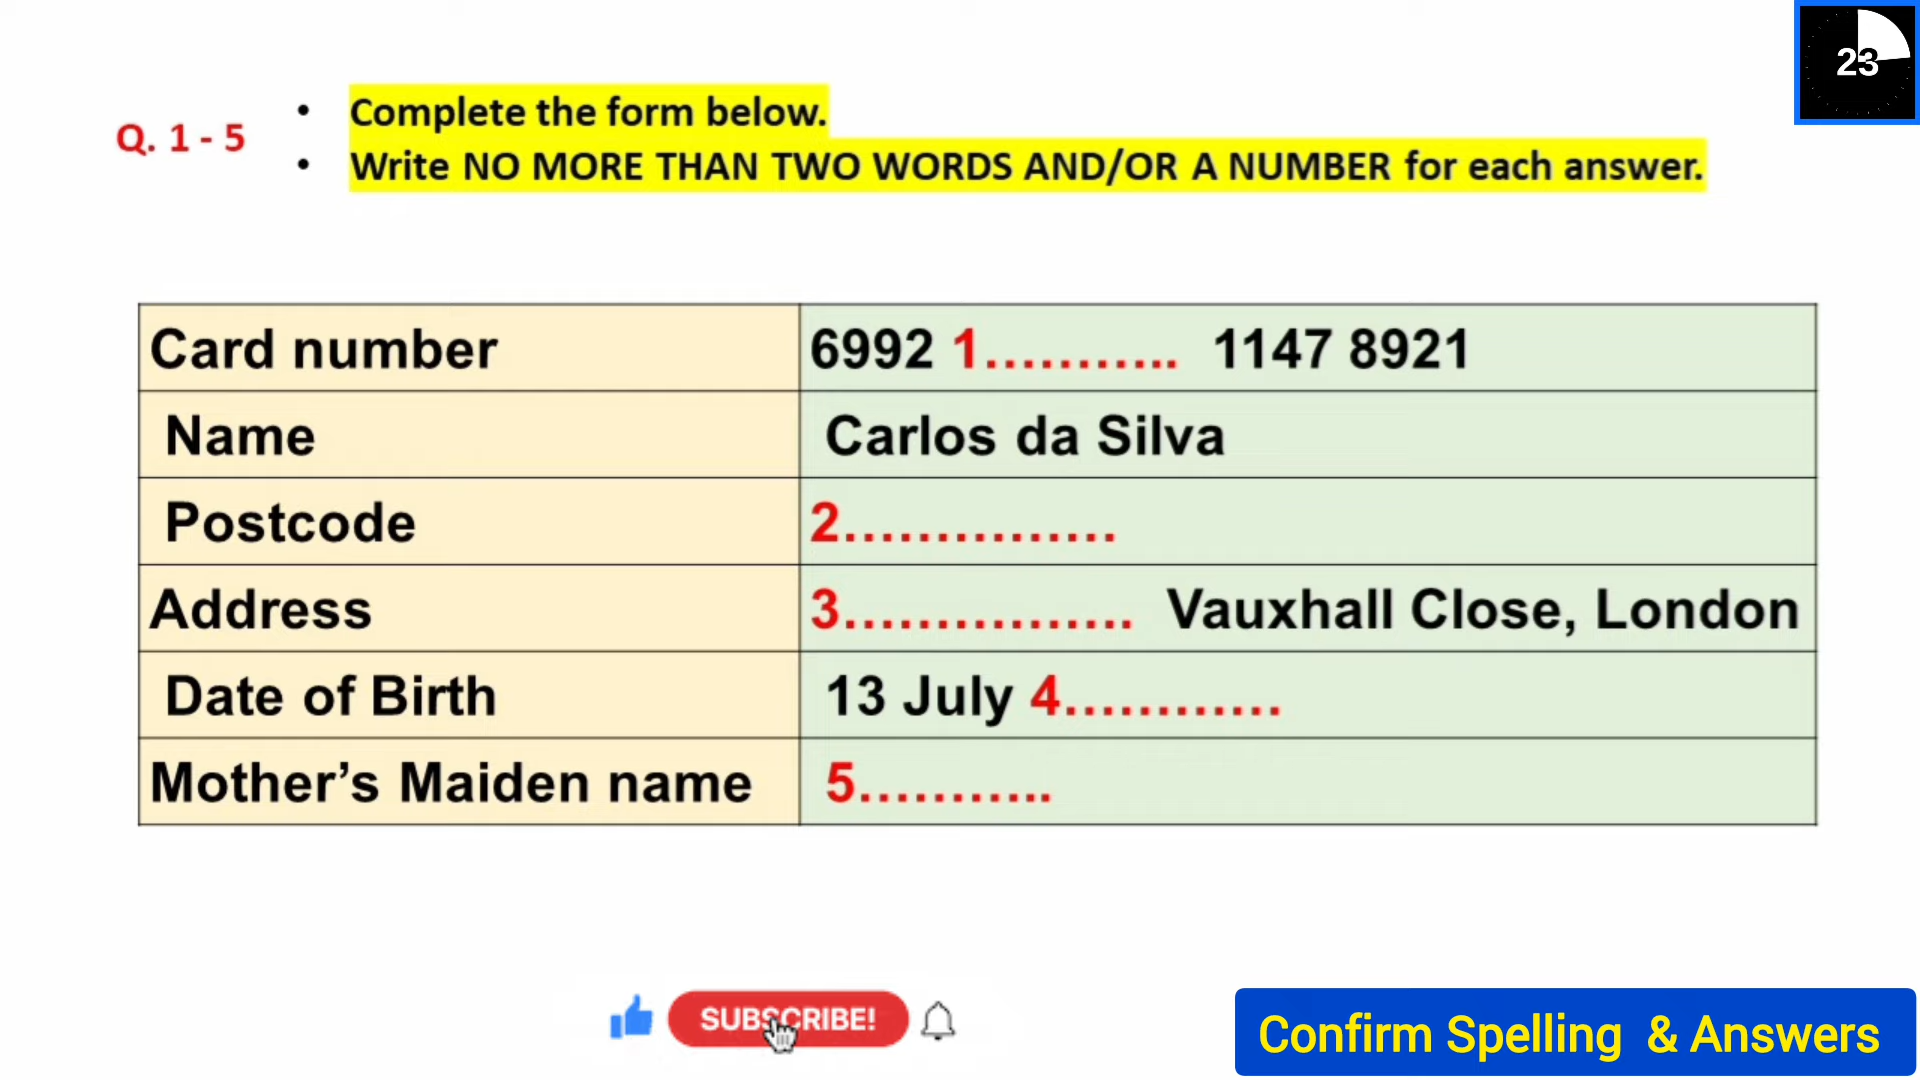 23
Q. 1 - 5
• Complete the form below.
• Write NO MORE THAN TWO WORDS AND/OR A NUMBER for each answer.
Card number 6992 1……….. 1147 8921
Name Carlos da Silva
Postcode 2……………
Address 3……………. Vauxhall Close, London
Date of Birth 13 July 4…………
Mother’s Maiden name 5………..
SUBSCRIBE!
Confirm Spelling & Answers